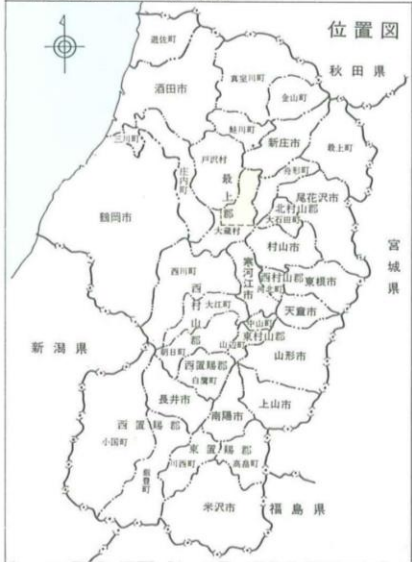 位置図
秋田県
遊佐町
酒田市
真室川町
金山町
鮭川町
新庄市
最上町
三川町
戸沢村
舟形町
庄内町
最上郡
尾花沢市
北村山郡
大石田町
鶴岡市
大蔵村
村山市
宮城県
西川町
寒河江市
西村山郡
河北町
東根市
西村山郡
大江町
天童市
中山町
東村山郡
新潟県
朝日町
山辺町
山形市
西置賜郡
白鷹町
長井市
上山市
南陽市
西置賜郡
小国町
東置賜郡
川西町
高畠町
飯豊町
米沢市
福島県